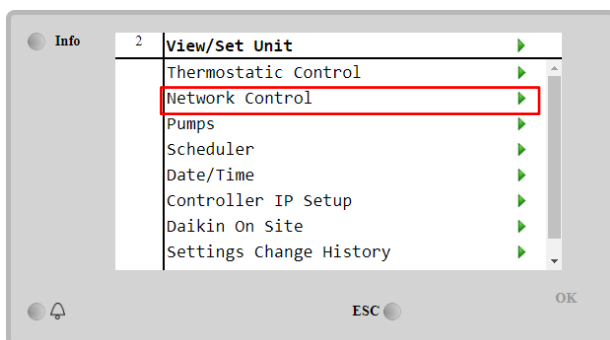 Info
2 View/Set Unit
Thermostatic Control
Network Control
Pumps
Scheduler
Date/Time
Controller IP Setup
Daikin On Site
Settings Change History
OK
ESC